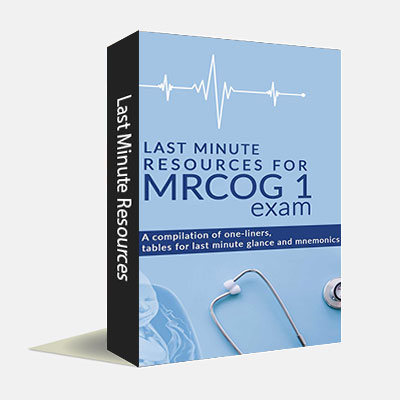 Last Minute Resources
LAST MINUTE
RESOURCES FOR
MRCOG 1
exam
A compilation of one-liners,
tables for last minute glance and mnemonics